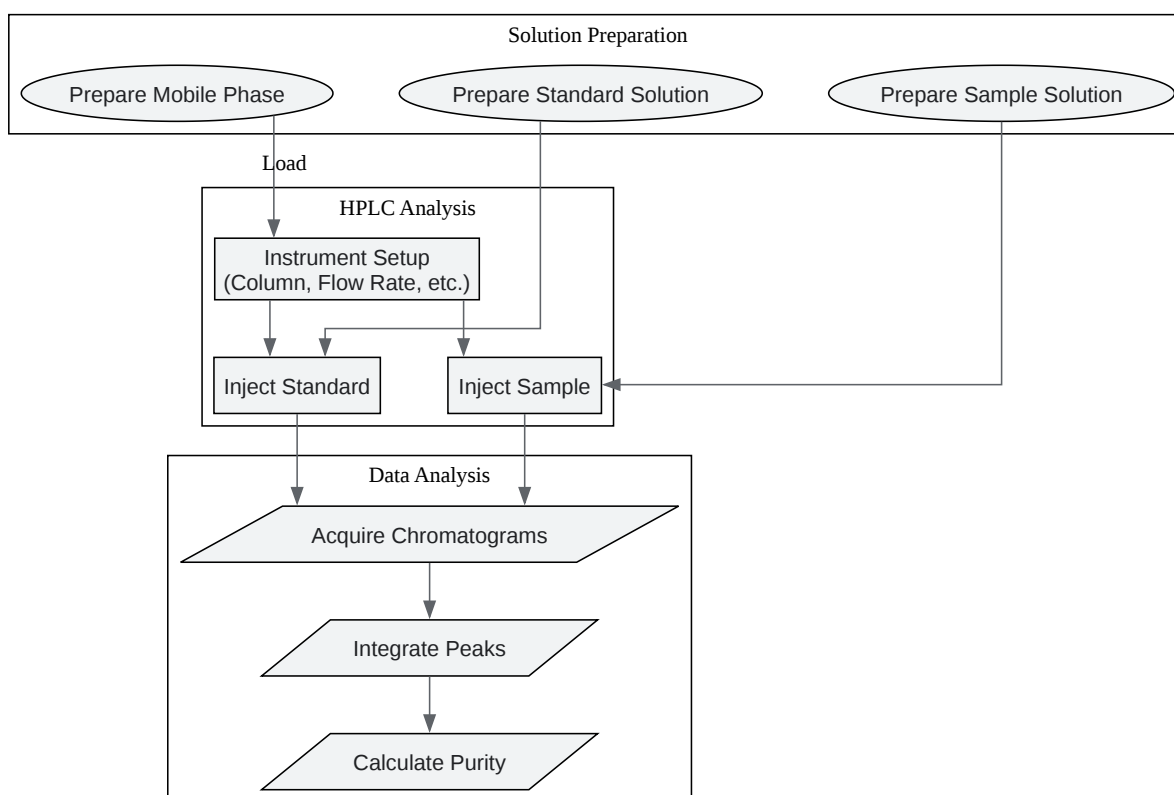 Solution Preparation
Prepare Mobile Phase
Prepare Standard Solution
Prepare Sample Solution
Load
HPLC Analysis
Instrument Setup
(Column, Flow Rate, etc.)
Inject Standard
Inject Sample
Data Analysis
Acquire Chromatograms
Integrate Peaks
Calculate Purity